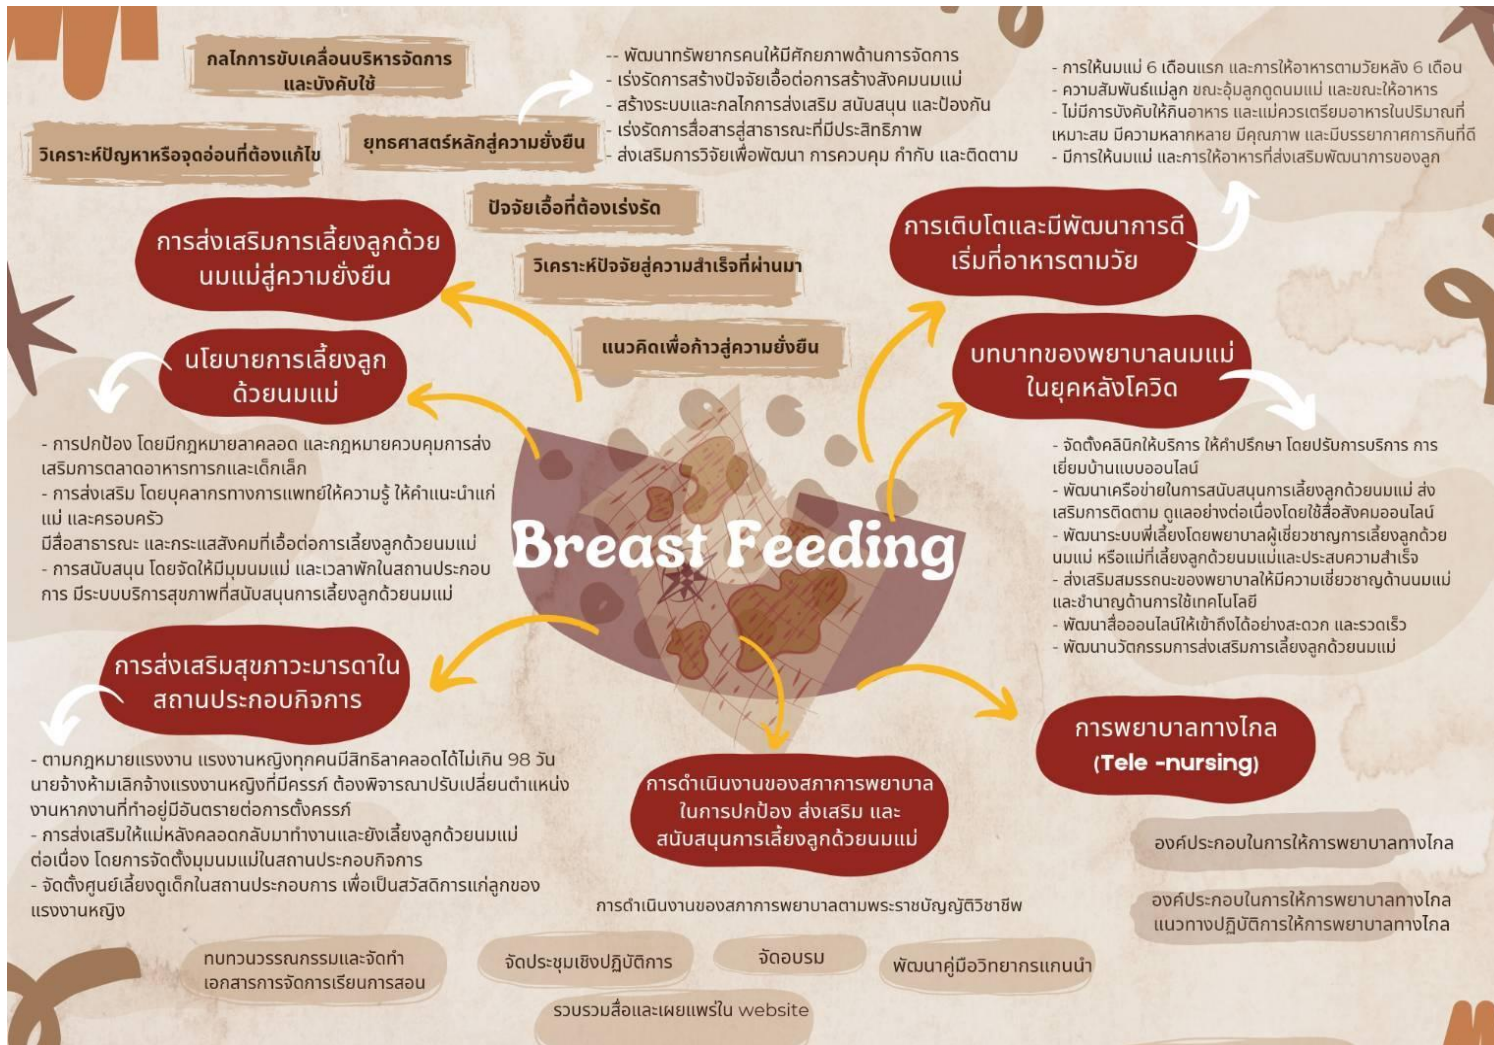 กลไกการขับเคลื่อนบริหารจัดการ
และบังคับใช้
วิเคราะห์ปัญหาหรือจุดอ่อนที่ต้องแก้ไข
ยุทธศาสตร์หลักสู่ความยั่งยืน
-- พัฒนาทรัพยากรคนให้มีศักยภาพด้านการจัดการ
- เร่งรัดการสร้างปัจจัยเอื้อต่อการสร้างสังคมนมแม่
- สร้างระบบและกลไกการส่งเสริม สนับสนุน และป้องกัน
- เร่งรัดการสื่อสารสู่สาธารณะที่มีประสิทธิภาพ
- ส่งเสริมการวิจัยเพื่อพัฒนา การควบคุม กำกับ และติดตาม
ปัจจัยเอื้อที่ต้องเร่งรัด
วิเคราะห์ปัจจัยสู่ความสำเร็จที่ผ่านมา
แนวคิดเพื่อก้าวสู่ความยั่งยืน
การส่งเสริมการเลี้ยงลูกด้วย
นมแม่สู่ความยั่งยืน
- การให้นมแม่ 6 เดือนแรก และการให้อาหารตามวัยหลัง 6 เดือน
- ความสัมพันธ์แม่ลูก ขณะอุ้มลูกดูดนมแม่ และขณะให้อาหาร
- ไม่มีการบังคับให้กินอาหาร และแม่ควรเตรียมอาหารในปริมาณที่
เหมาะสม มีความหลากหลาย มีคุณภาพ และมีบรรยากาศการกินที่ดี
- มีการให้นมแม่ และการให้อาหารที่ส่งเสริมพัฒนาการของลูก
การเติบโตและมีพัฒนาการดี
เริ่มที่อาหารตามวัย
นโยบายการเลี้ยงลูก
ด้วยนมแม่
- การปกป้อง โดยมีกฎหมายลาคลอด และกฎหมายควบคุมการส่ง
เสริมการตลาดอาหารทารกและเด็กเล็ก
- การส่งเสริม โดยบุคลากรทางการแพทย์ให้ความรู้ ให้คำแนะนำแก่
แม่ และครอบครัว
มีสื่อสาธารณะ และกระแสสังคมที่เอื้อต่อการเลี้ยงลูกด้วยนมแม่
- การสนับสนุน โดยจัดให้มีมุมนมแม่ และเวลาพักในสถานประกอบ
การ มีระบบบริการสุขภาพที่สนับสนุนการเลี้ยงลูกด้วยนมแม่
Breast Feeding
บทบาทของพยาบาลนมแม่
ในยุคหลังโควิด
- จัดตั้งคลินิกให้บริการ ให้คำปรึกษา โดยปรับการบริการ การ
เยี่ยมบ้านแบบออนไลน์
- พัฒนาเครือข่ายในการสนับสนุนการเลี้ยงลูกด้วยนมแม่ ส่ง
เสริมการติดตาม ดูแลอย่างต่อเนื่องโดยใช้สื่อสังคมออนไลน์
- พัฒนาระบบพี่เลี้ยงโดยพยาบาลผู้เชี่ยวชาญการเลี้ยงลูกด้วย
นมแม่ หรือแม่ที่เลี้ยงลูกด้วยนมแม่และประสบความสำเร็จ
- ส่งเสริมสมรรถนะของพยาบาลให้มีความเชี่ยวชาญด้านนมแม่
และชำนาญด้านการใช้เทคโนโลยี
- พัฒนาสื่อออนไลน์ให้เข้าถึงได้อย่างสะดวก และรวดเร็ว
- พัฒนานวัตกรรมการส่งเสริมการเลี้ยงลูกด้วยนมแม่
การส่งเสริมสุขภาวะมารดาใน
สถานประกอบกิจการ
- ตามกฎหมายแรงงาน แรงงานหญิงทุกคนมีสิทธิลาคลอดได้ไม่เกิน 98 วัน
นายจ้างห้ามเลิกจ้างแรงงานหญิงที่มีครรภ์ ต้องพิจารณาปรับเปลี่ยนตำแหน่ง
งานหากงานที่ทำอยู่มีอันตรายต่อการตั้งครรภ์
- การส่งเสริมให้แม่หลังคลอดกลับมาทำงานและยังเลี้ยงลูกด้วยนมแม่
ต่อเนื่อง โดยการจัดตั้งมุมนมแม่ในสถานประกอบกิจการ
- จัดตั้งศูนย์เลี้ยงดูเด็กในสถานประกอบการ เพื่อเป็นสวัสดิการแก่ลูกของ
แรงงานหญิง
การดำเนินงานของสภาการพยาบาล
ในการปกป้อง ส่งเสริม และ
สนับสนุนการเลี้ยงลูกด้วยนมแม่
การดำเนินงานของสภาการพยาบาลตามพระราชบัญญัติวิชาชีพ
ทบทวนวรรณกรรมและจัดทำ
เอกสารการจัดการเรียนการสอน
จัดประชุมเชิงปฏิบัติการ
จัดอบรม
พัฒนาคู่มือวิทยากรแกนนำ
รวบรวมสื่อและเผยแพร่ใน website
การพยาบาลทางไกล
(Tele -nursing)
องค์ประกอบในการให้การพยาบาลทางไกล
องค์ประกอบในการให้การพยาบาลทางไกล
แนวทางปฏิบัติการให้การพยาบาลทางไกล